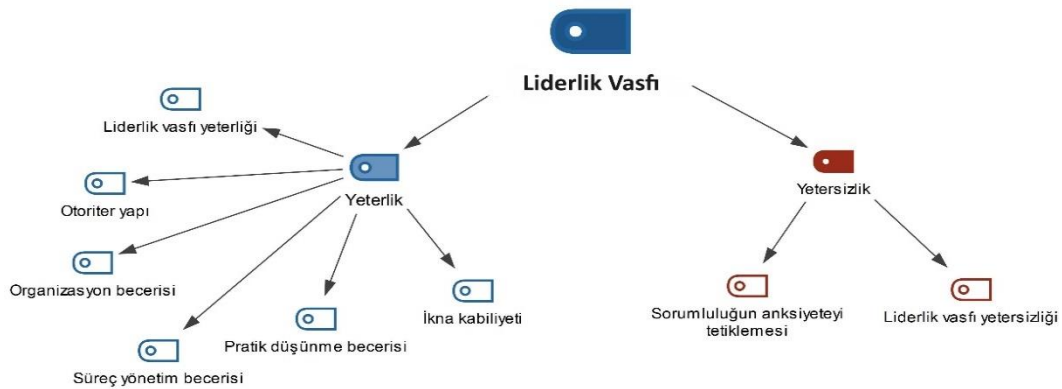 Liderlik Vasfı
Liderlik vasfı yeterliği
Yeterlik
Yetersizlik
Otoriter yapı
Organizasyon becerisi
İkna kabiliyeti
Sorumluluğun anksiyeteyi
tetiklemesi
Liderlik vasfı yetersizliği
Pratik düşünme becerisi
Süreç yönetim becerisi